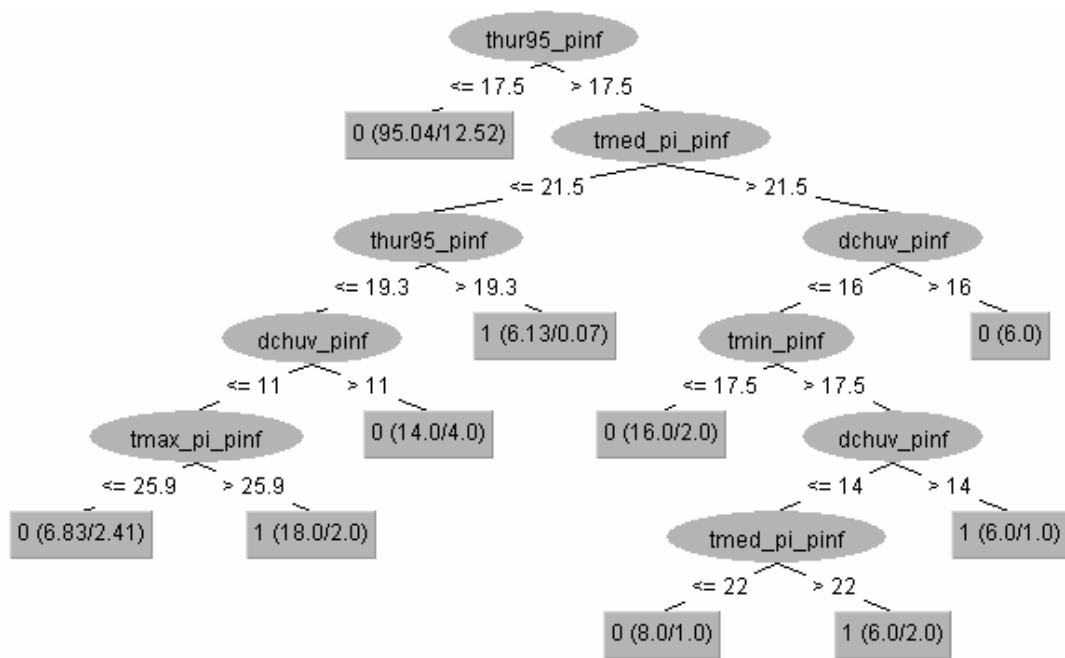 thur95_pinf
<= 17.5 > 17.5
0 (95.04/12.52) tmed_pi_pinf
<= 21.5 > 21.5
thur95_pinf dchuv_pinf
<= 19.3 > 19.3 <= 16 > 16
dchuv_pinf 1 (6.13/0.07) tmin_pinf 0 (6.0)
<= 11 > 11 <= 17.5 > 17.5
tmax_pi_pinf 0 (14.0/4.0) 0 (16.0/2.0) dchuv_pinf
<= 25.9 > 25.9 <= 14 > 14
0 (6.83/2.41) 1 (18.0/2.0) tmed_pi_pinf 1 (6.0/1.0)
<= 22 > 22
0 (8.0/1.0) 1 (6.0/2.0)